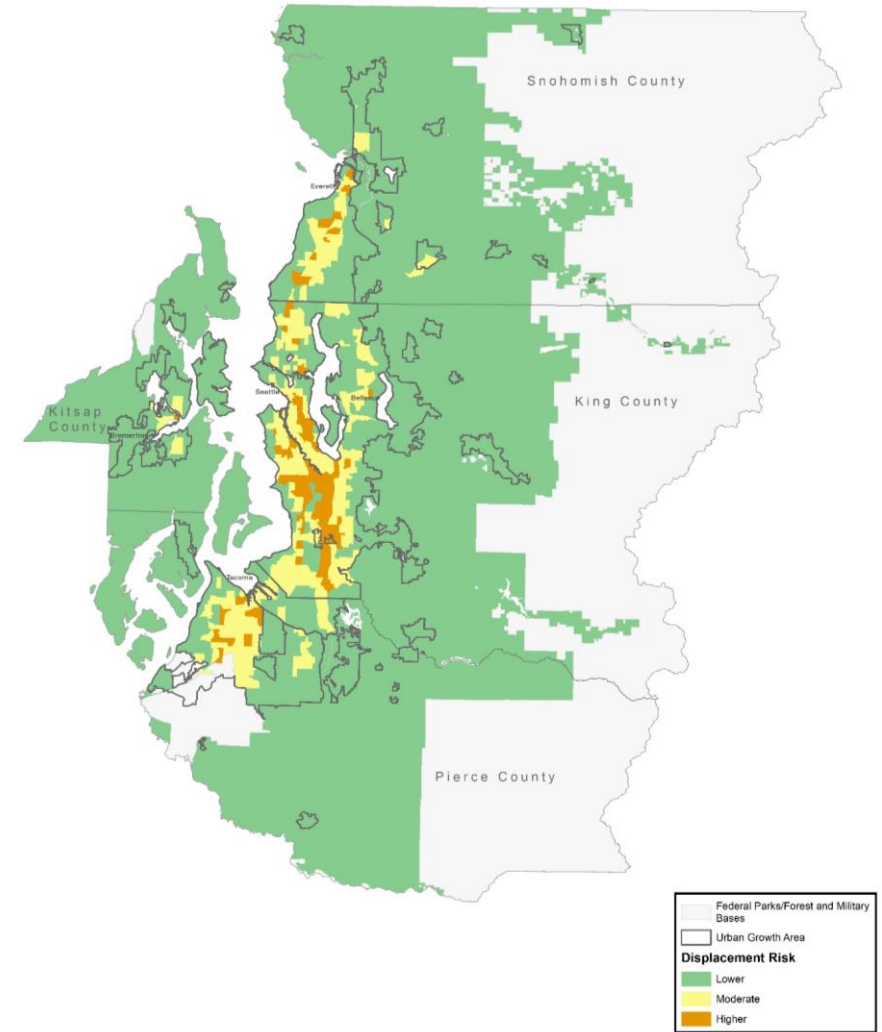 Snohomish County
Everett
Seattle
Bellevue
King County
Kitsap
County
Bremerton
Tacoma
Pierce County
Federal Parks/Forest and Military
Bases
Urban Growth Area
Displacement Risk
Lower
Moderate
Higher